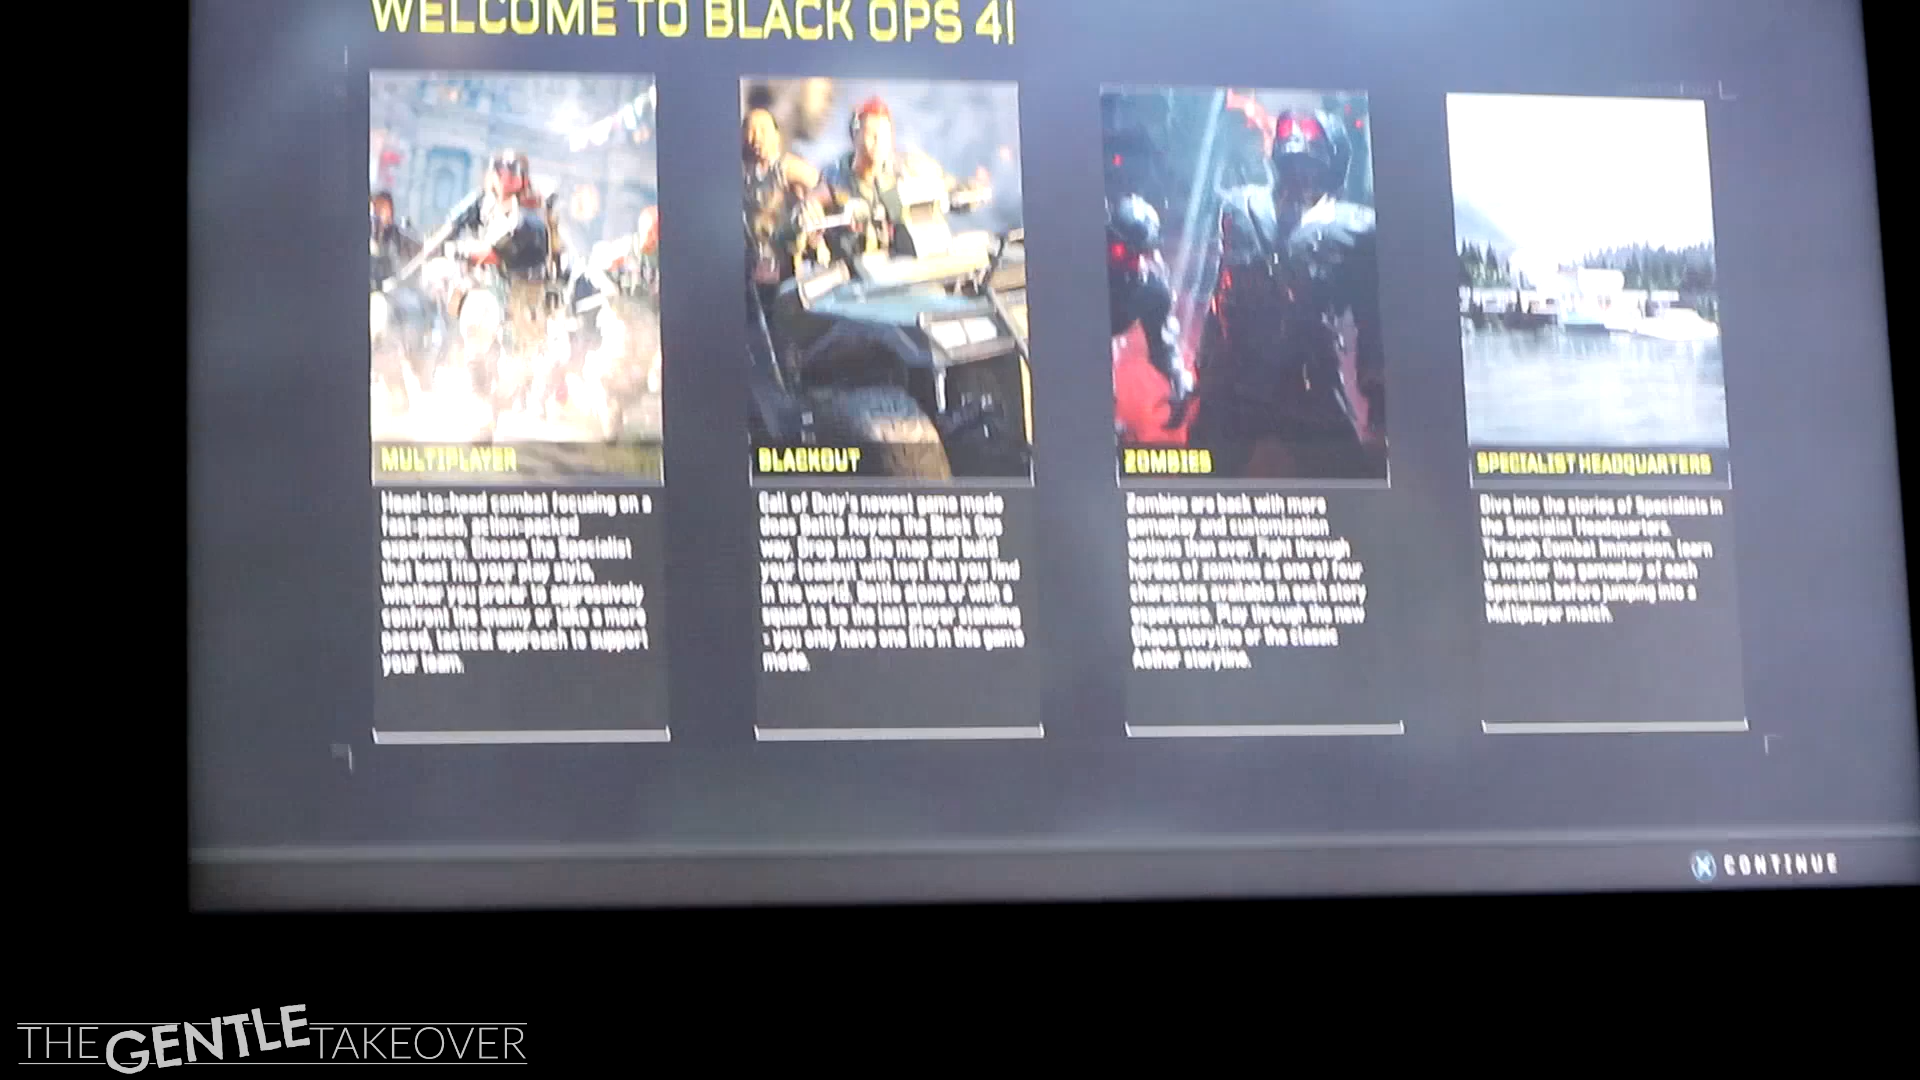 WELCOME TO BLACK OPS 4!
MULTIPLAYER
Head-to-head combat focusing on a
fast-paced, action-packed
experience. Choose the Specialist
that best fits your play style,
whether you prefer to aggressively
confront the enemy or take a more
paced, tactical approach to support
your team.
BLACKOUT
Call of Duty's newest game mode
does Battle Royale the Black Ops
way. Drop into the map and build
your loadout with loot that you find
in the world. Battle alone or with a
squad to be the last player standing
- you only have one life in this game
mode.
ZOMBIES
Zombies are back with more
gameplay and customization
options than ever. Fight through
hordes of zombies as one of four
characters available in each story
experience. Play through the new
Chaos storyline or the classic
Aether storyline.
SPECIALIST HEADQUARTERS
Dive into the stories of Specialists in
the Specialist Headquarters.
Through Combat Immersion, learn
to master the gameplay of each
Specialist before jumping into a
Multiplayer match.
CONTINUE
THE GENTLE TAKEOVER